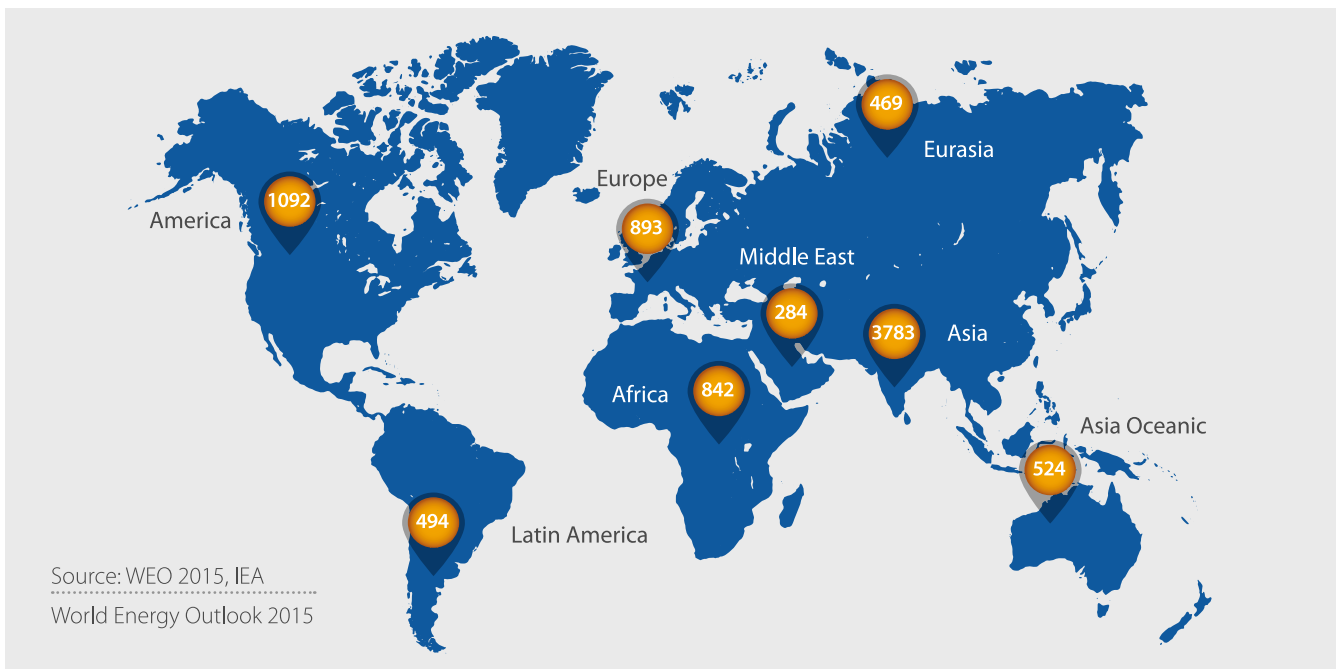 469
Eurasia
Europe
1092
America
893
Middle East
284
3783
Asia
Africa
842
Asia Oceanic
524
494
Latin America
Source: WEO 2015, IEA
World Energy Outlook 2015